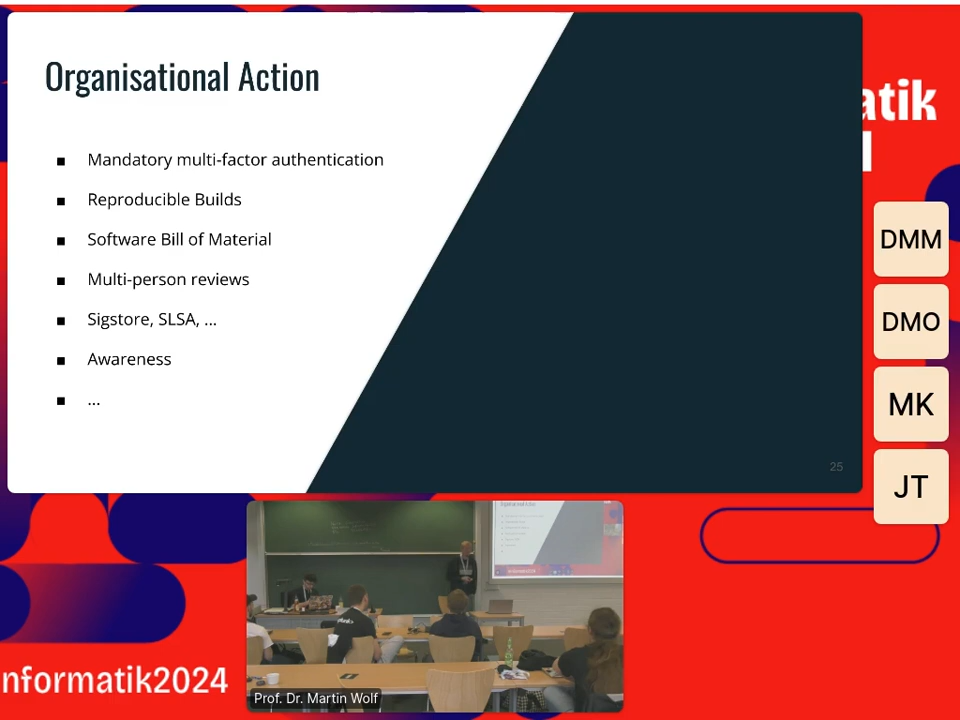 Organisational Action
■ Mandatory multi-factor authentication
■ Reproducible Builds
■ Software Bill of Material
■ Multi-person reviews
■ Sigstore, SLSA, ...
■ Awareness
■ ...
25
atik
DMM
DMO
MK
JT
nformatik2024
Prof. Dr. Martin Wolf